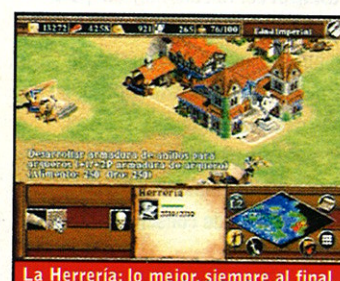 13272 4258 921 265 76/100 Edad Imperial
Desarrollar armadura de anillos para
arqueros (+1/+2P armadura de arquero)
(Alimento: 250, Oro: 250)
Herrería
La Herrería: lo mejor, siempre al final